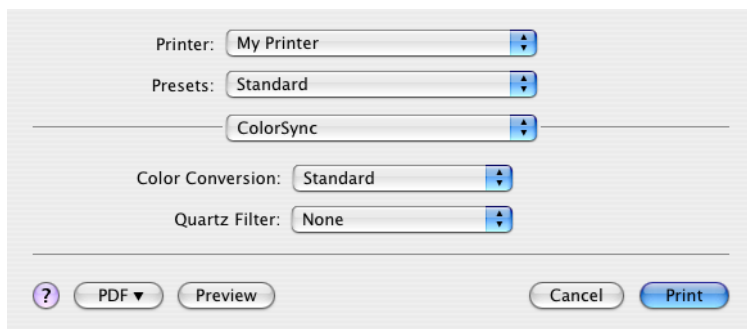 Printer: My Printer
Presets: Standard
ColorSync
Color Conversion: Standard
Quartz Filter: None
? PDF▼ Preview Cancel Print